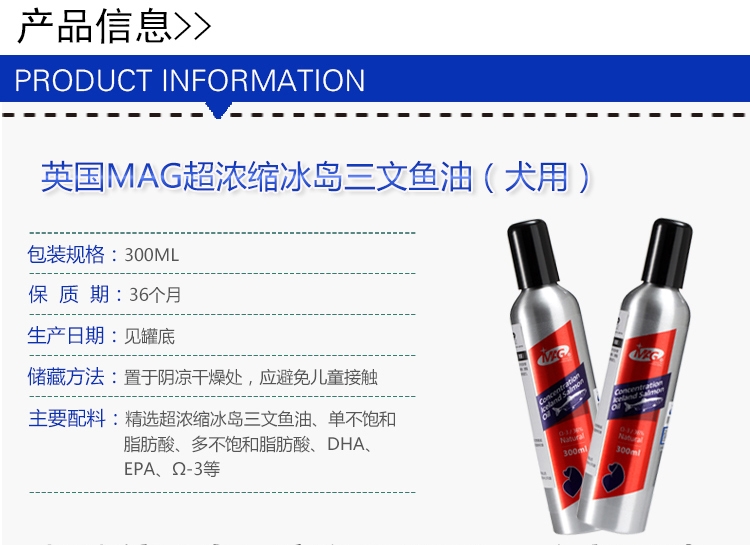 产品信息>>
PRODUCT INFORMATION
英国MAG超浓缩冰岛三文鱼油（犬用）
包装规格：300ML
保 质 期：36个月
生产日期：见罐底
储藏方法：置于阴凉干燥处，应避免儿童接触
主要配料：精选超浓缩冰岛三文鱼油、单不饱和
脂肪酸、多不饱和脂肪酸、DHA、
EPA、Ω-3等
MAG
Concentration
Iceland Salmon
Oil
Natural
300ml
MAG
Concentration
Iceland Salmon
Oil
Natural
300ml